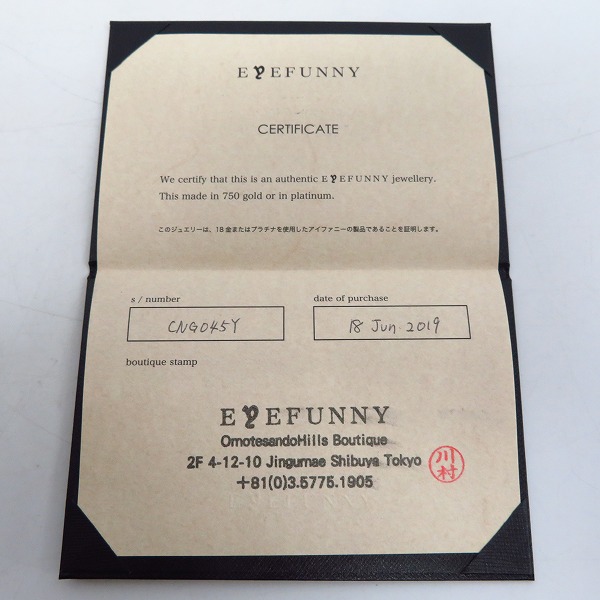 EYEFUNNY
CERTIFICATE
We certify that this is an authentic EYEFUNNY jewellery.
This made in 750 gold or in platinum.
このジュエリーは、18金またはプラチナを使用したアイファニーの製品であることを証明します。
s / number
date of purchase
CNG045Y
18 Jun. 2019
boutique stamp
EYEFUNNY
OmotesandoHills Boutique
2F 4-12-10 Jingumae Shibuya Tokyo
川村
+81(0)3.5775.1905
EYEFUNNY